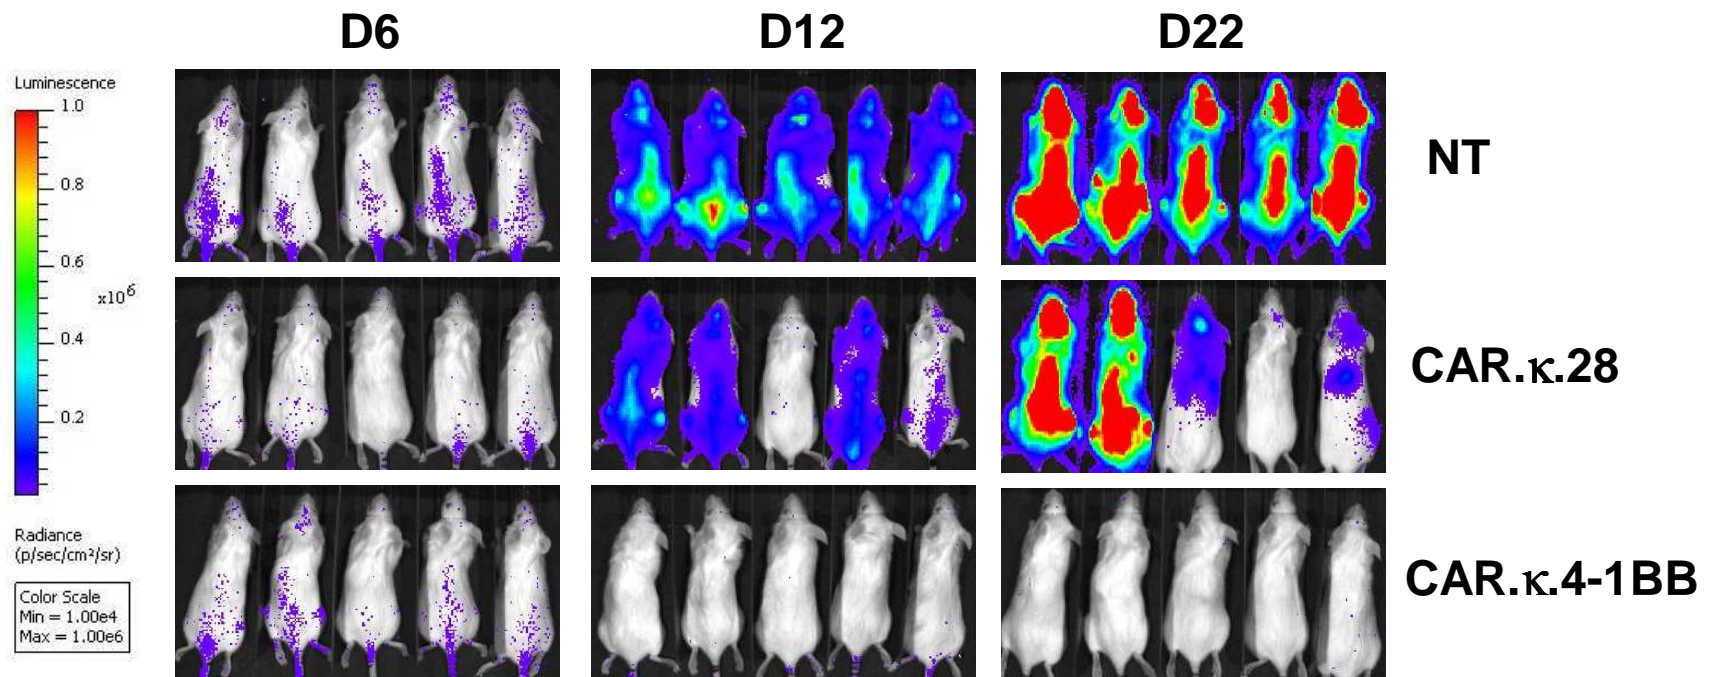 D6
D12
D22
Luminescence
1.0
0.8
0.6
0.4
0.2
x10⁶
Radiance
(p/sec/cm²/sr)
Color Scale
Min = 1.00e4
Max = 1.00e6
NT
CAR.κ.28
CAR.κ.4-1BB